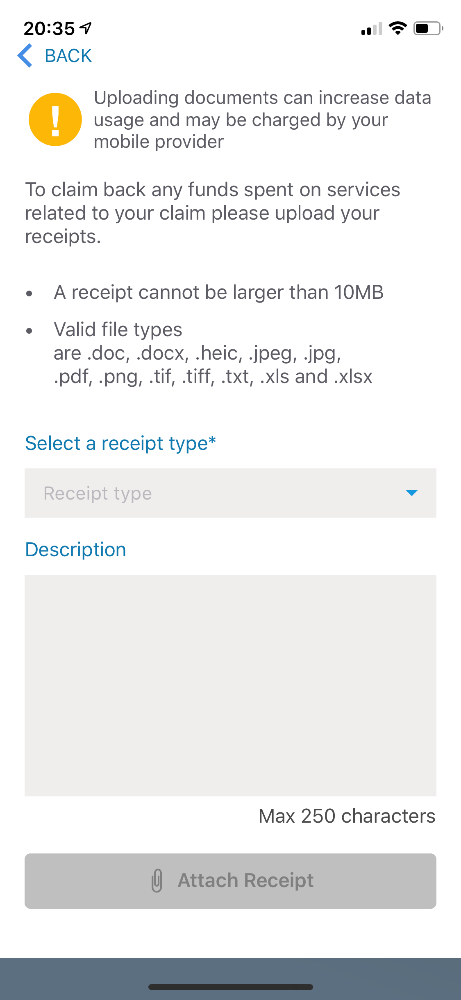 20:35
BACK
Uploading documents can increase data
usage and may be charged by your
mobile provider
To claim back any funds spent on services
related to your claim please upload your
receipts.
• A receipt cannot be larger than 10MB
• Valid file types
are .doc, .docx, .heic, .jpeg, .jpg,
.pdf, .png, .tif, .tiff, .txt, .xls and .xlsx
Select a receipt type*
Receipt type
Description
Max 250 characters
Attach Receipt